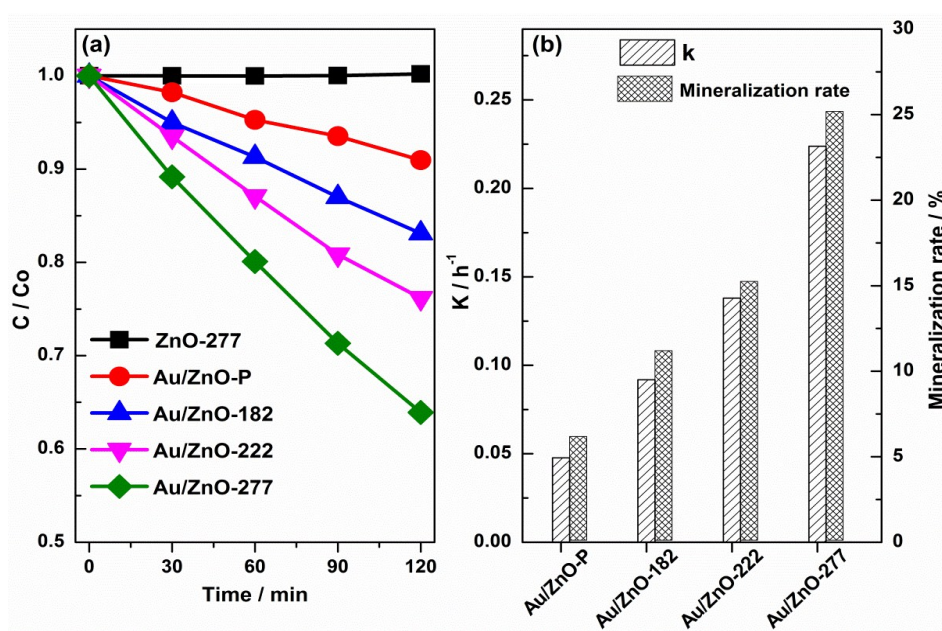 (a)
1.0
0.9
0.8
0.7
0.6
0.5
C / Co
ZnO-277
Au/ZnO-P
Au/ZnO-182
Au/ZnO-222
Au/ZnO-277
0
30
60
90
120
Time / min
(b)
k
Mineralization rate
0.25
0.20
0.15
0.10
0.05
0.00
K / h-1
30
25
20
15
10
5
0
Mineralization rate / %
Au/ZnO-P
Au/ZnO-182
Au/ZnO-222
Au/ZnO-277